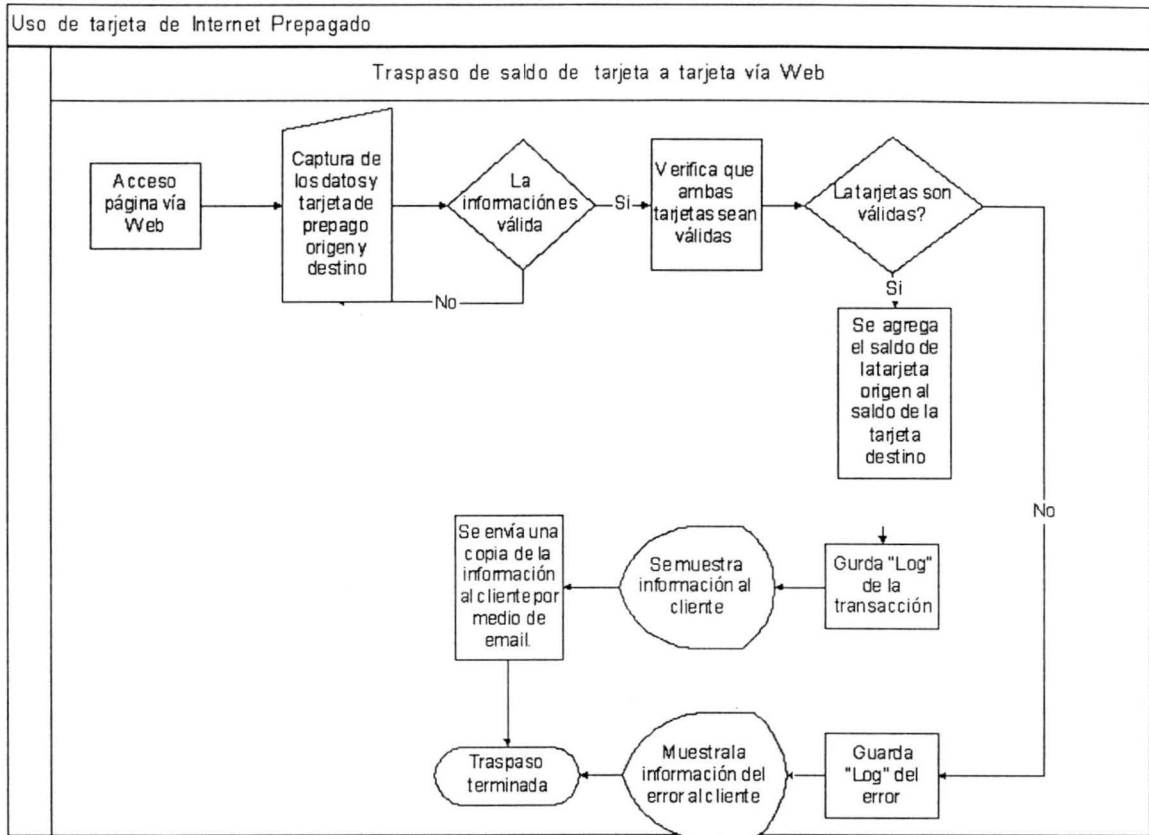 Uso de tarjeta de Internet Prepagado
Traspaso de saldo de tarjeta a tarjeta vía Web
Acceso
página vía
Web
Captura de
los datos y
tarjeta de
prepago
origen y
destino
La
información es
válida
Si
No
Verifica que
ambas
tarjetas sean
válidas
La tarjetas son
válidas?
Si
No
Se agrega
el saldo de
la tarjeta
origen al
saldo de la
tarjeta
destino
Gurda "Log"
de la
transacción
Se muestra
información al
cliente
Se envía una
copia de la
información
al cliente por
medio de
email.
Traspaso
terminada
Muestra la
información del
error al cliente
Guarda
"Log" del
error